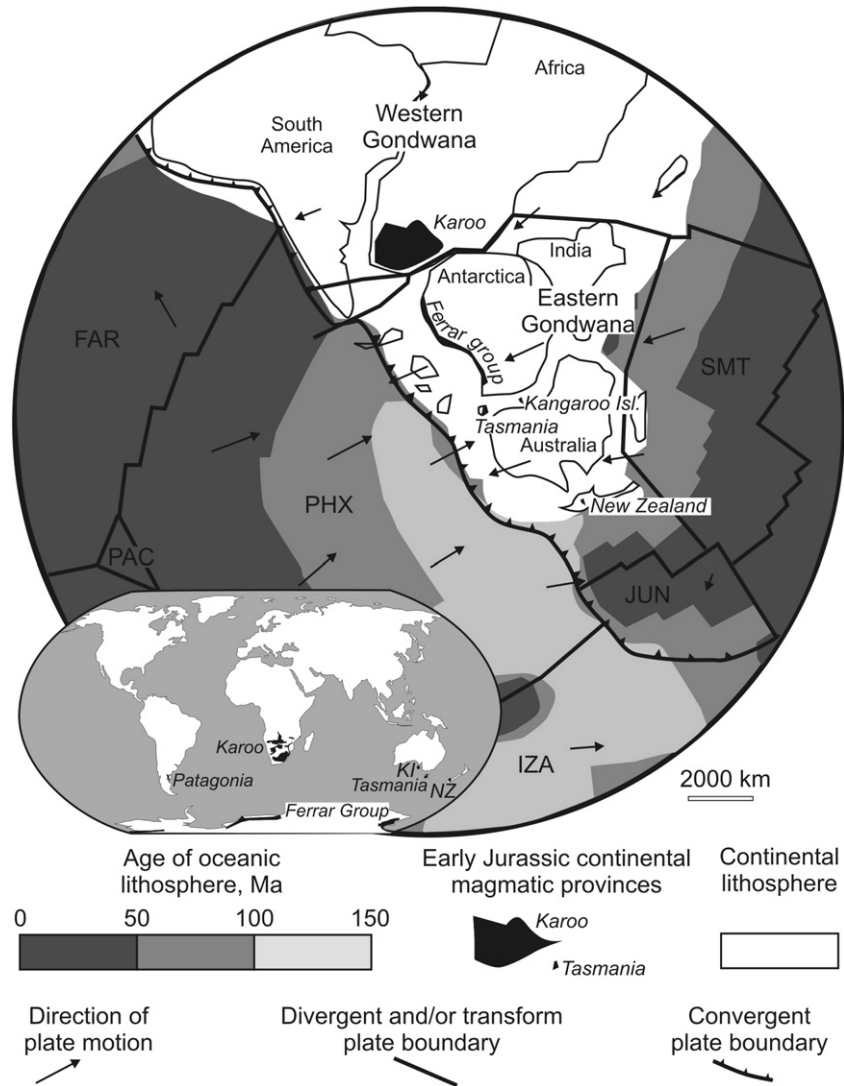 Africa
Western
Gondwana
South
America
Karoo
India
Antarctica
Eastern
Gondwana
Ferrar group
FAR
SMT
Kangaroo Isl.
Tasmania
Australia
PHX
New Zealand
PAC
JUN
IZA
Karoo
Patagonia
KI
Tasmania
NZ
Ferrar Group
2000 km
Age of oceanic
lithosphere, Ma
0 50 100 150
Early Jurassic continental
magmatic provinces
Karoo
Tasmania
Continental
lithosphere
Direction of
plate motion
Divergent and/or transform
plate boundary
Convergent
plate boundary